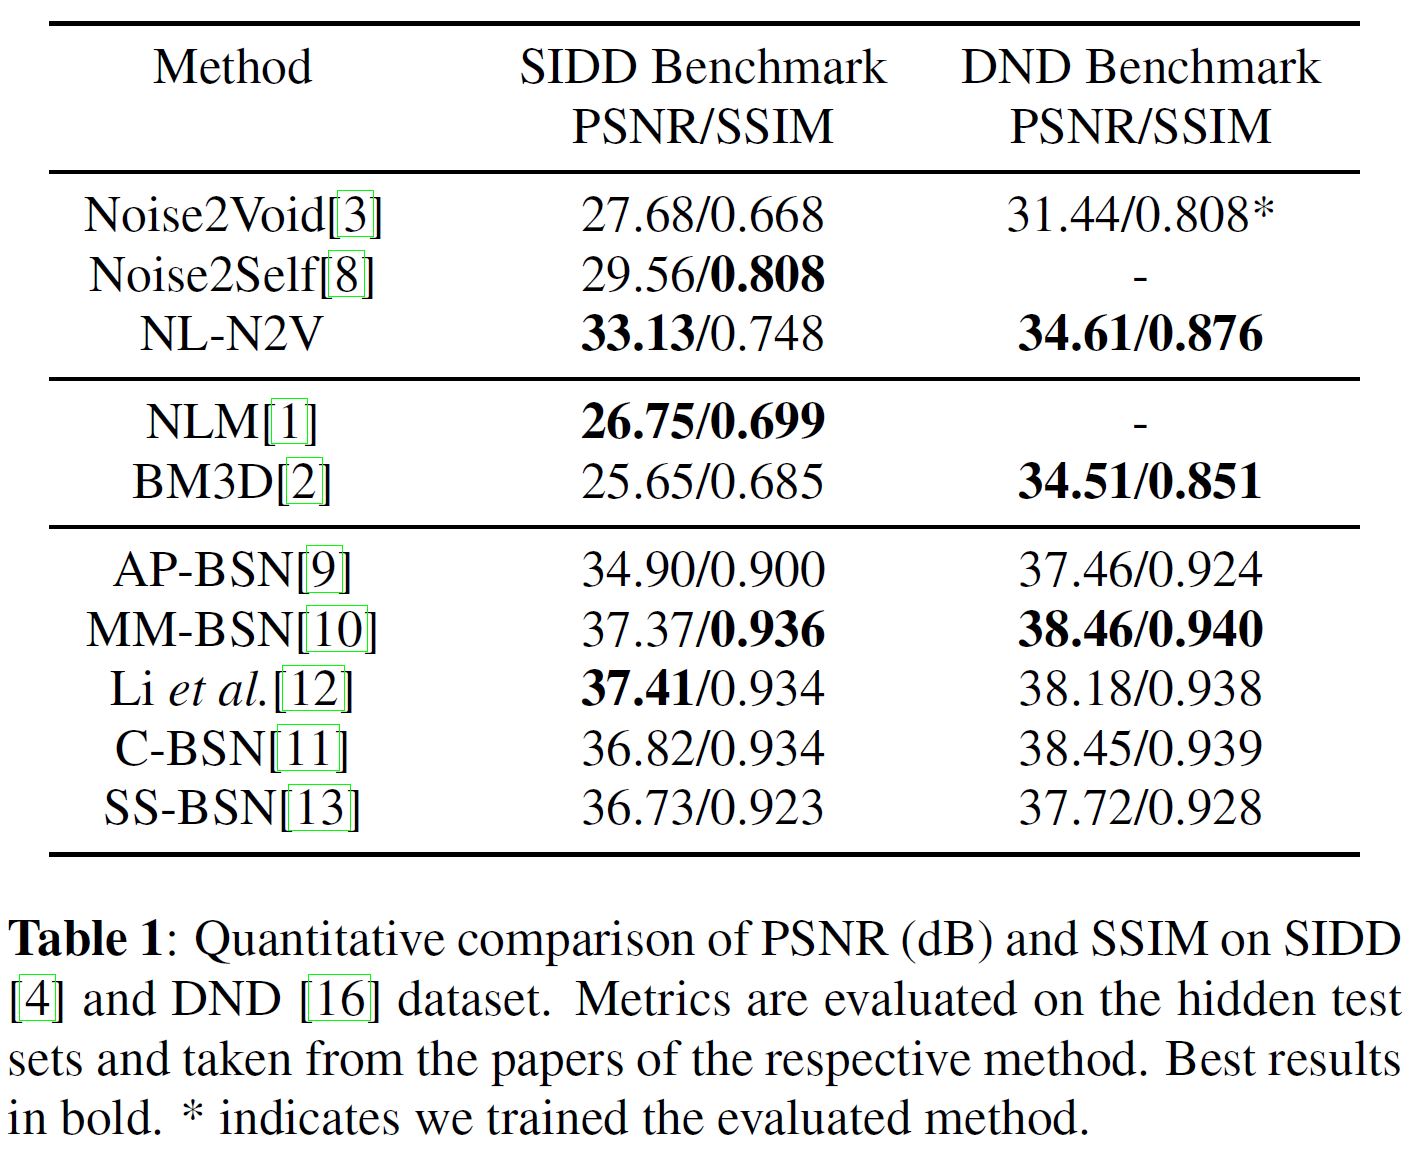 Method SIDD Benchmark DND Benchmark
PSNR/SSIM PSNR/SSIM
Noise2Void[3] 27.68/0.668 31.44/0.808*
Noise2Self[8] 29.56/0.808 -
NL-N2V 33.13/0.748 34.61/0.876
NLM[1] 26.75/0.699 -
BM3D[2] 25.65/0.685 34.51/0.851
AP-BSN[9] 34.90/0.900 37.46/0.924
MM-BSN[10] 37.37/0.936 38.46/0.940
Li et al.[12] 37.41/0.934 38.18/0.938
C-BSN[11] 36.82/0.934 38.45/0.939
SS-BSN[13] 36.73/0.923 37.72/0.928
Table 1: Quantitative comparison of PSNR (dB) and SSIM on SIDD
[4] and DND [16] dataset. Metrics are evaluated on the hidden test
sets and taken from the papers of the respective method. Best results
in bold. * indicates we trained the evaluated method.